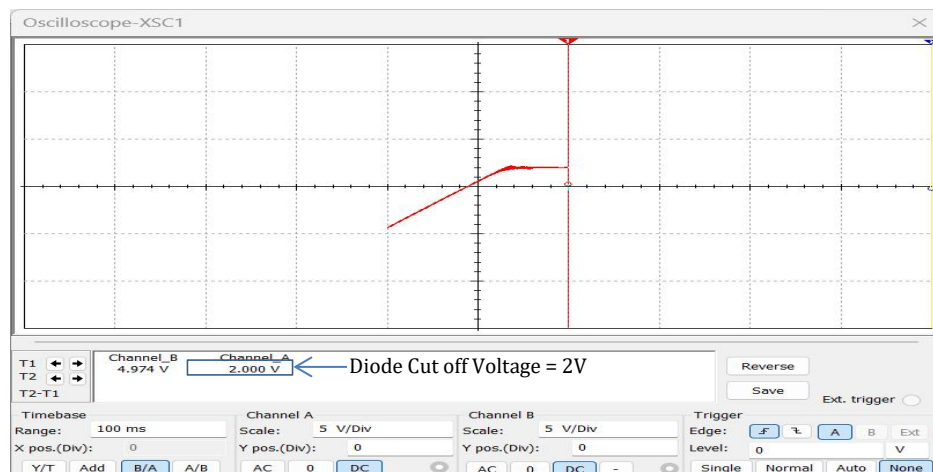 Oscilloscope-XSC1
T1
T2
T2-T1
Channel_B Channel_A
4.974 V 2.000 V
Diode Cut off Voltage = 2V
Reverse
Save
Ext. trigger
Timebase
Range: 100 ms
X pos.(Div): 0
Y/T Add B/A A/B
Channel A
Scale: 5 V/Div
Y pos.(Div): 0
AC 0 DC
Channel B
Scale: 5 V/Div
Y pos.(Div): 0
AC 0 DC -
Trigger
Edge: A B Ext
Level: 0 V
Single Normal Auto None